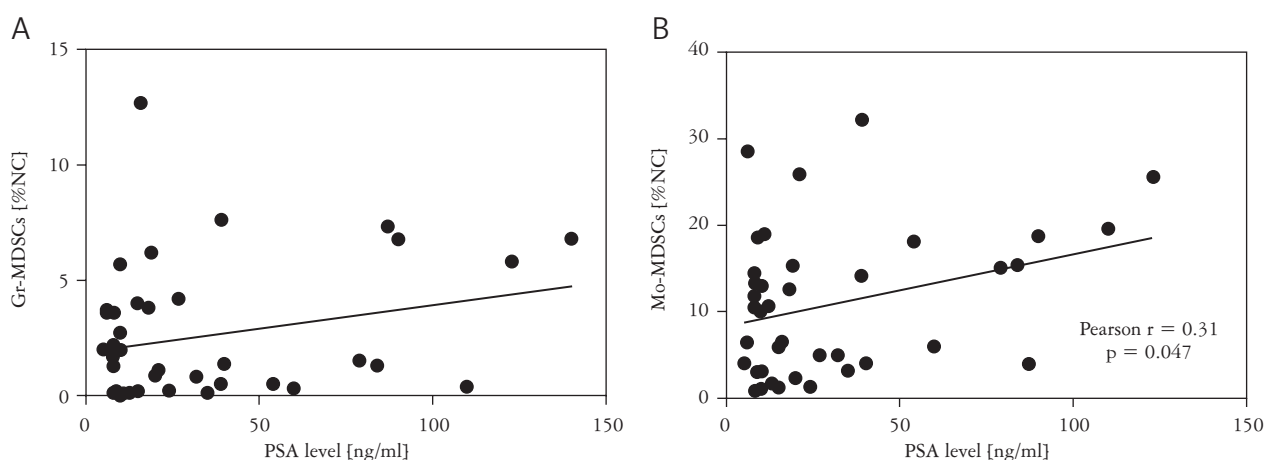 A
Gr-MDSCs [%NC]
15
10
5
0
0
50
100
150
PSA level [ng/ml]
B
Mo-MDSCs [%NC]
40
30
20
10
0
Pearson r = 0.31
p = 0.047
0
50
100
150
PSA level [ng/ml]